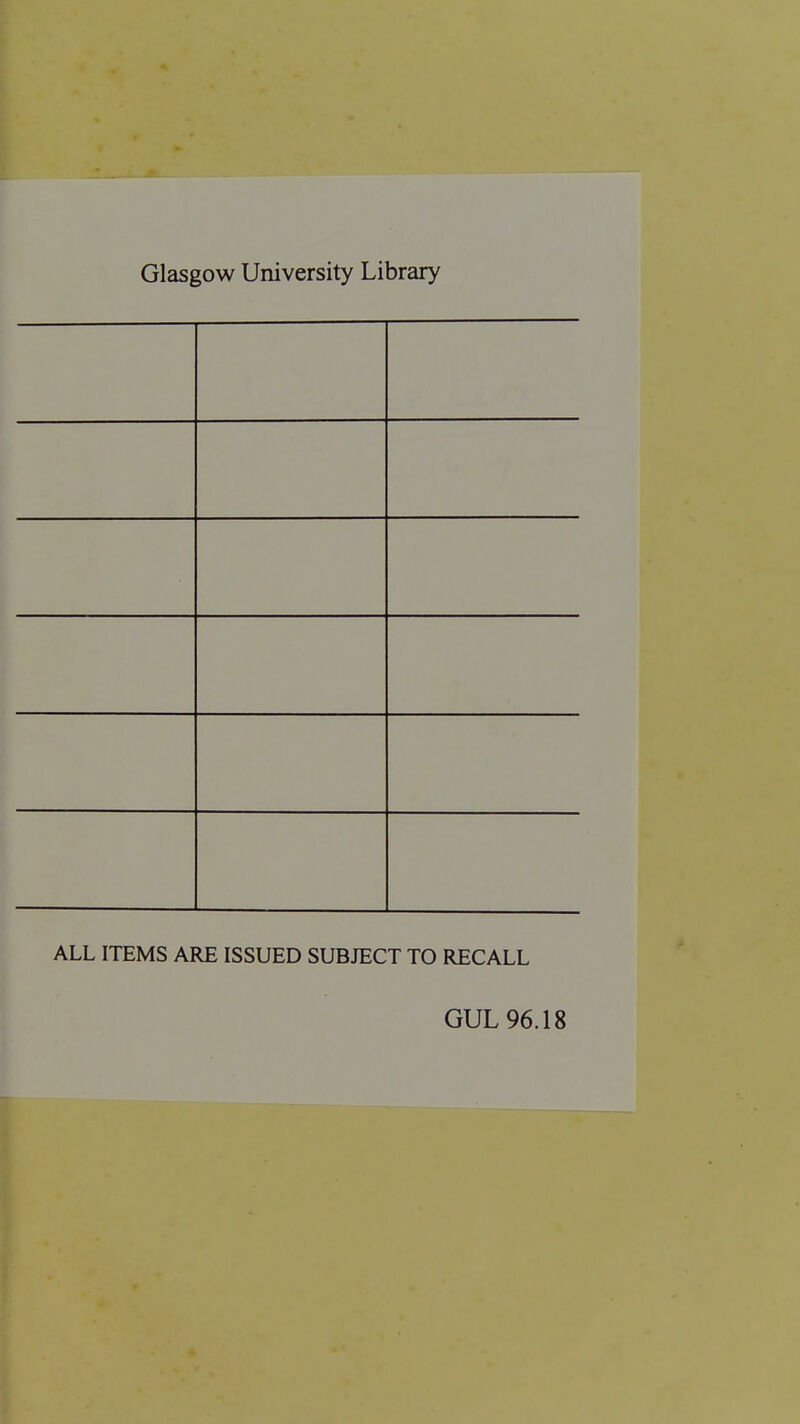 Glasgow University Library
ALL ITEMS ARE ISSUED SUBJECT TO RECALL
GUL 96.18